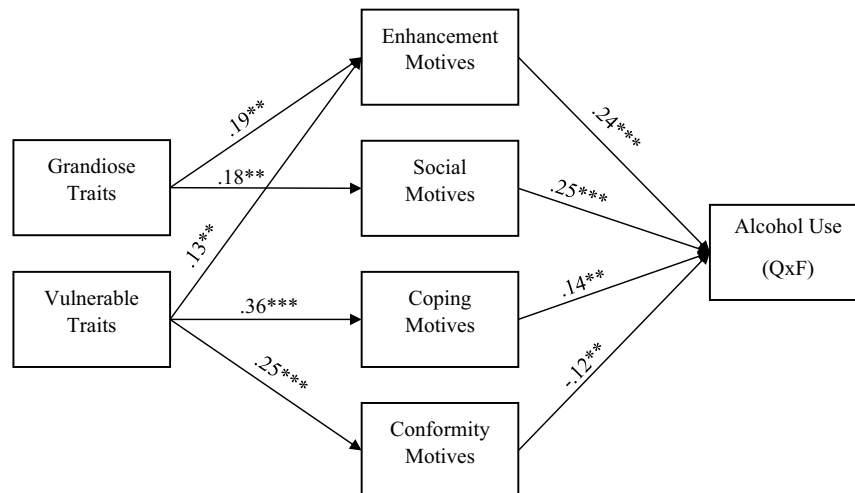 Enhancement
Motives
.19**
.24***
Grandiose
Traits
.18**
Social
Motives
.25***
Alcohol Use
(QxF)
.13**
Vulnerable
Traits
.36***
Coping
Motives
.14**
.25***
-.12**
Conformity
Motives